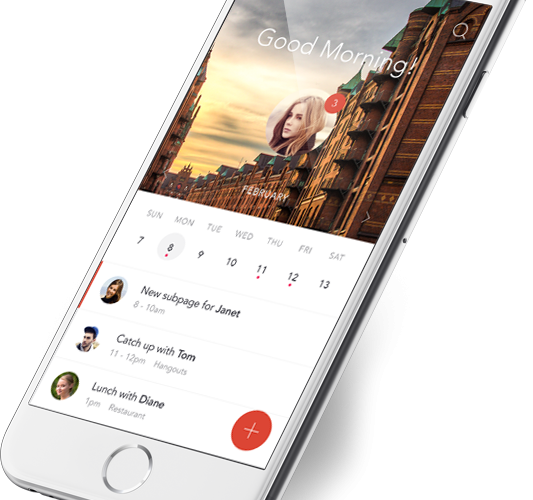 Good Morning!
3
FEBRUARY
SUN MON TUE WED THU FRI SAT
7 8 9 10 11 12 13
New subpage for Janet
8 - 10am
Catch up with Tom
11 - 12pm Hangouts
Lunch with Diane
1pm Restaurant